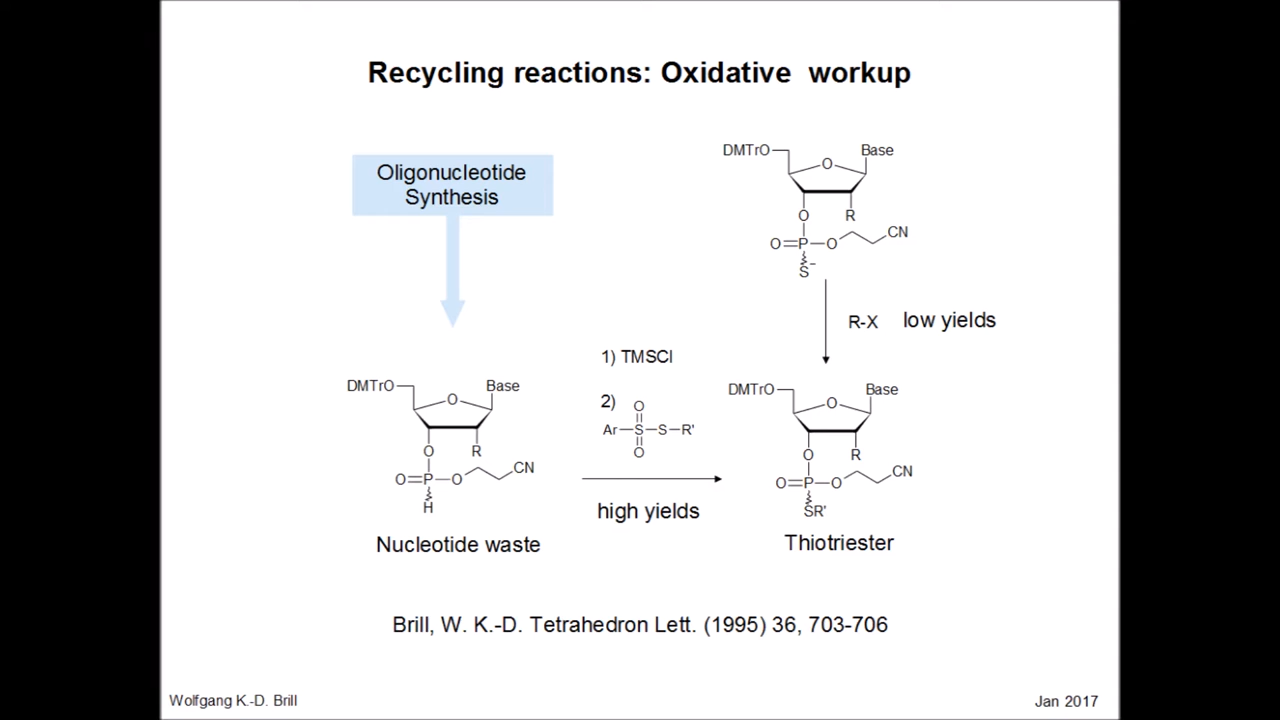 Recycling reactions: Oxidative workup
Oligonucleotide
Synthesis
DMTrO
O
Base
O
R
O=P-O
CN
S⁻
R-X
low yields
1) TMSCl
2)
O
Ar-S-S-R'
O
high yields
DMTrO
O
Base
O
R
O=P-O
CN
H
Nucleotide waste
DMTrO
O
Base
O
R
O=P-O
CN
SR'
Thiotriester
Brill, W. K.-D. Tetrahedron Lett. (1995) 36, 703-706
Wolfgang K.-D. Brill
Jan 2017